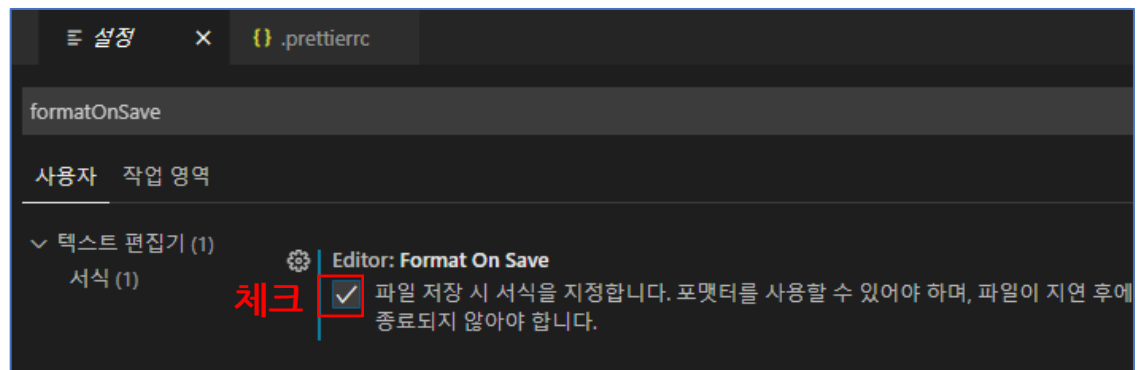 설정 .prettierrc
formatOnSave
사용자 작업 영역
텍스트 편집기 (1)
서식 (1)
Editor: Format On Save
체크
파일 저장 시 서식을 지정합니다. 포맷터를 사용할 수 있어야 하며, 파일이 지연 후에
종료되지 않아야 합니다.